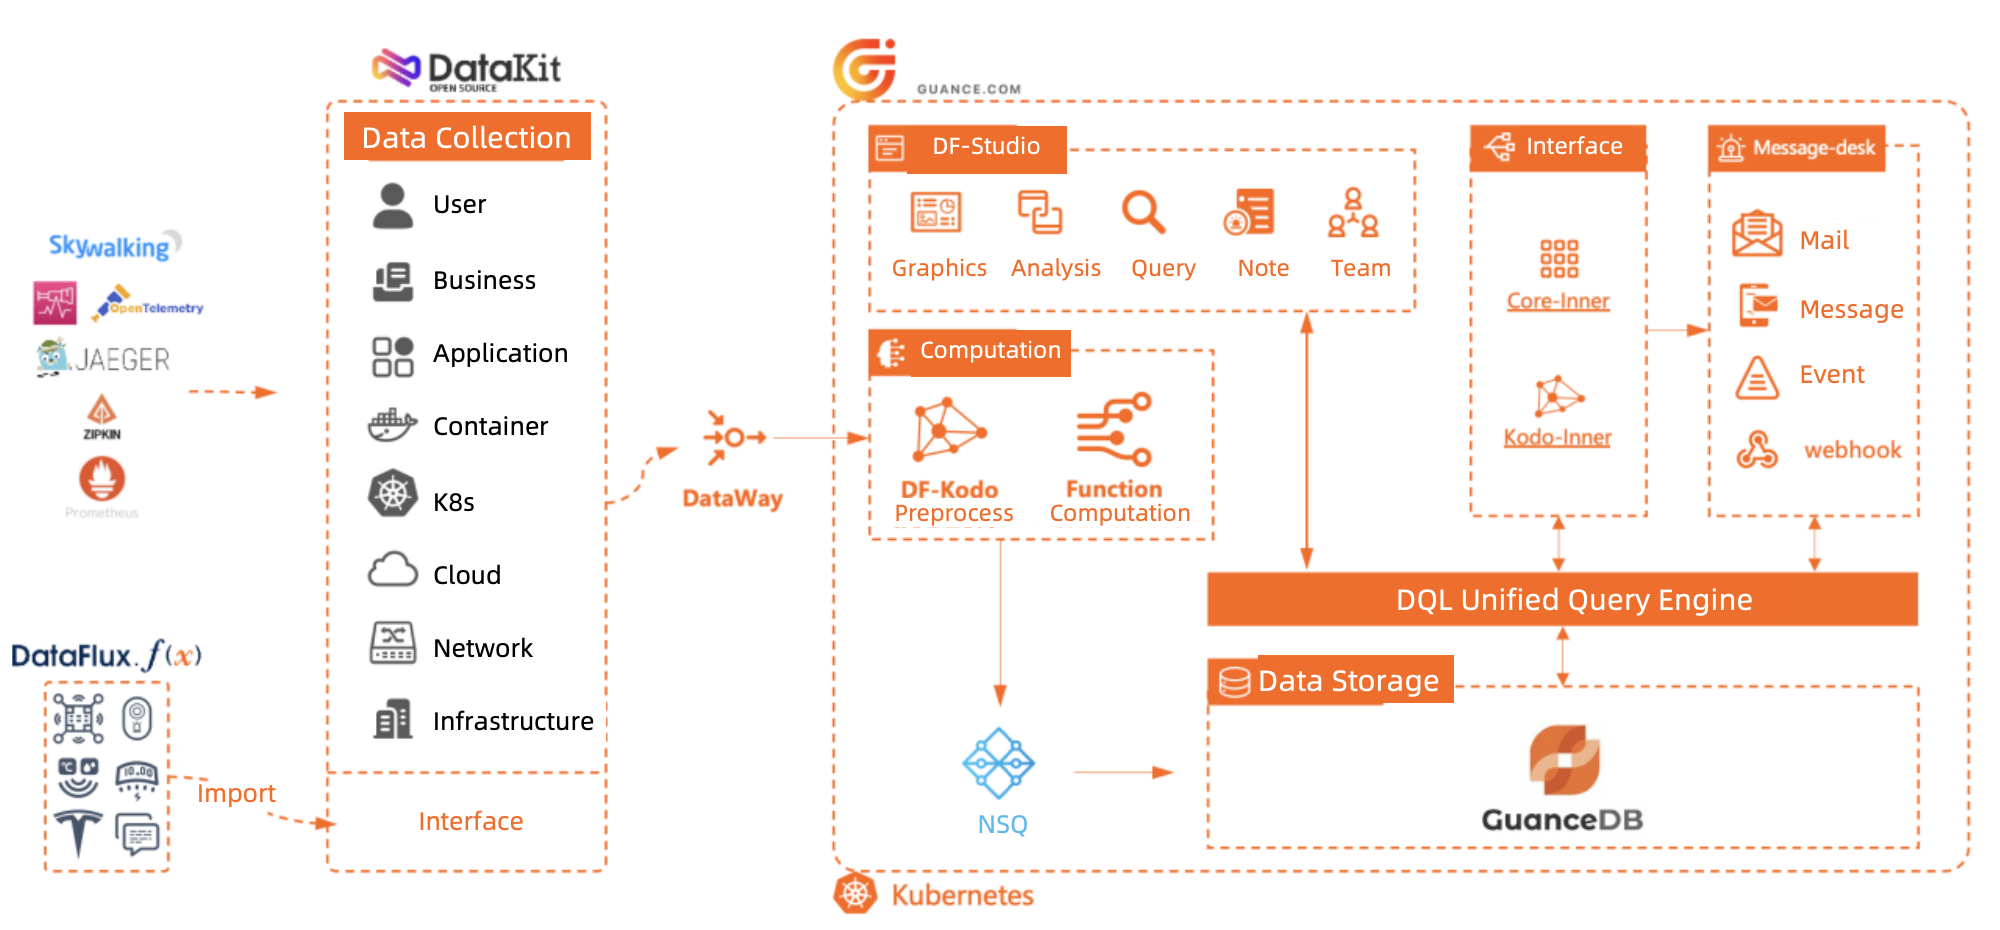 Skywalking
OpenTelemetry
JAEGER
ZIPKIN
Prometheus
DataFlux.f(x)
10.00
Import
DataKit
OPEN SOURCE
Data Collection
User
Business
Application
Container
K8s
Cloud
Network
Infrastructure
Interface
DataWay
GUANCE.COM
DF-Studio
Graphics
Analysis
Query
Note
Team
Computation
DF-Kodo
Preprocess
Function
Computation
NSQ
Interface
Core-Inner
Kodo-Inner
Message-desk
Mail
Message
Event
webhook
DQL Unified Query Engine
Data Storage
GuanceDB
Kubernetes